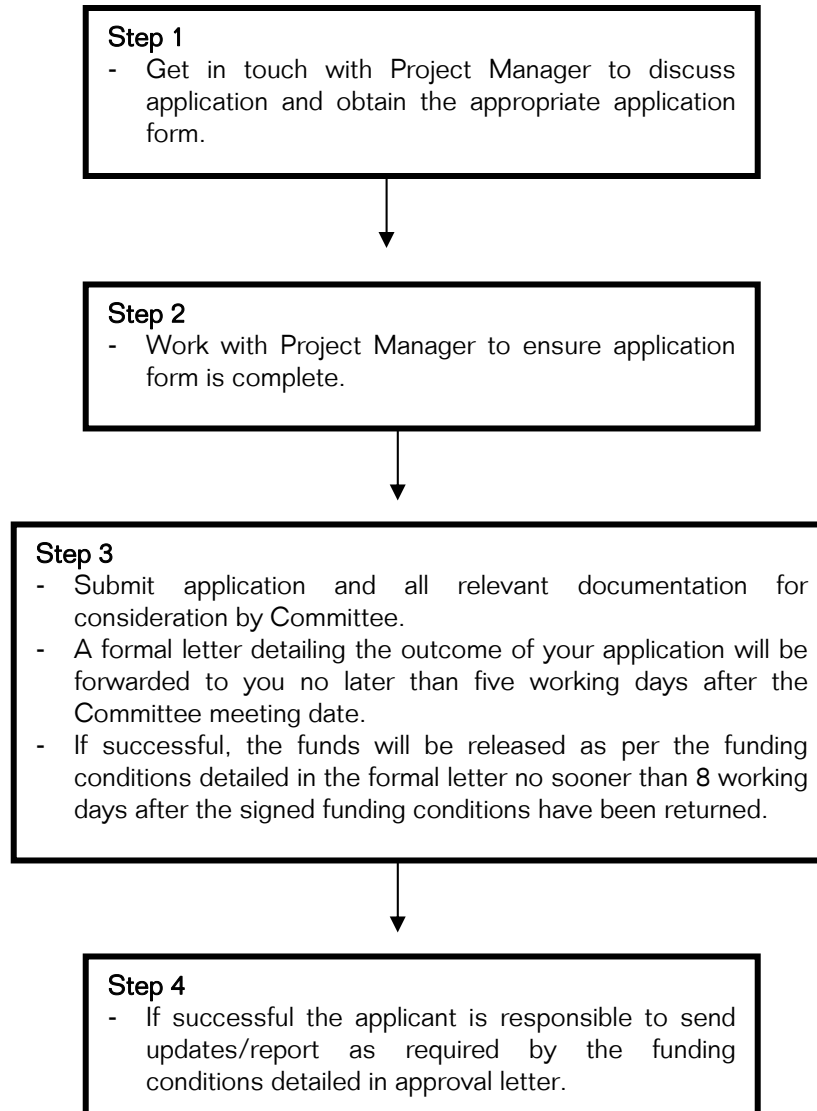 Step 1
- Get in touch with Project Manager to discuss
application and obtain the appropriate application
form.
Step 2
- Work with Project Manager to ensure application
form is complete.
Step 3
- Submit application and all relevant documentation for
consideration by Committee.
- A formal letter detailing the outcome of your application will be
forwarded to you no later than five working days after the
Committee meeting date.
- If successful, the funds will be released as per the funding
conditions detailed in the formal letter no sooner than 8 working
days after the signed funding conditions have been returned.
Step 4
- If successful the applicant is responsible to send
updates/report as required by the funding
conditions detailed in approval letter.